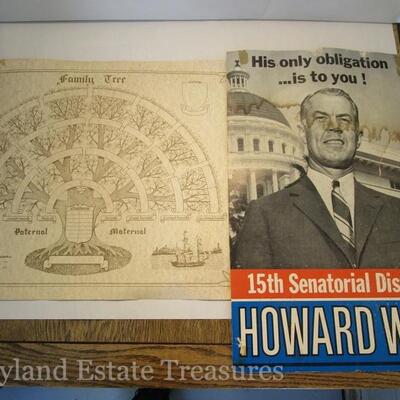 Family Tree
Paternal
Maternal
His only obligation
...is to you!
15th Senatorial Dis
HOWARD W
yland Estate Treasures